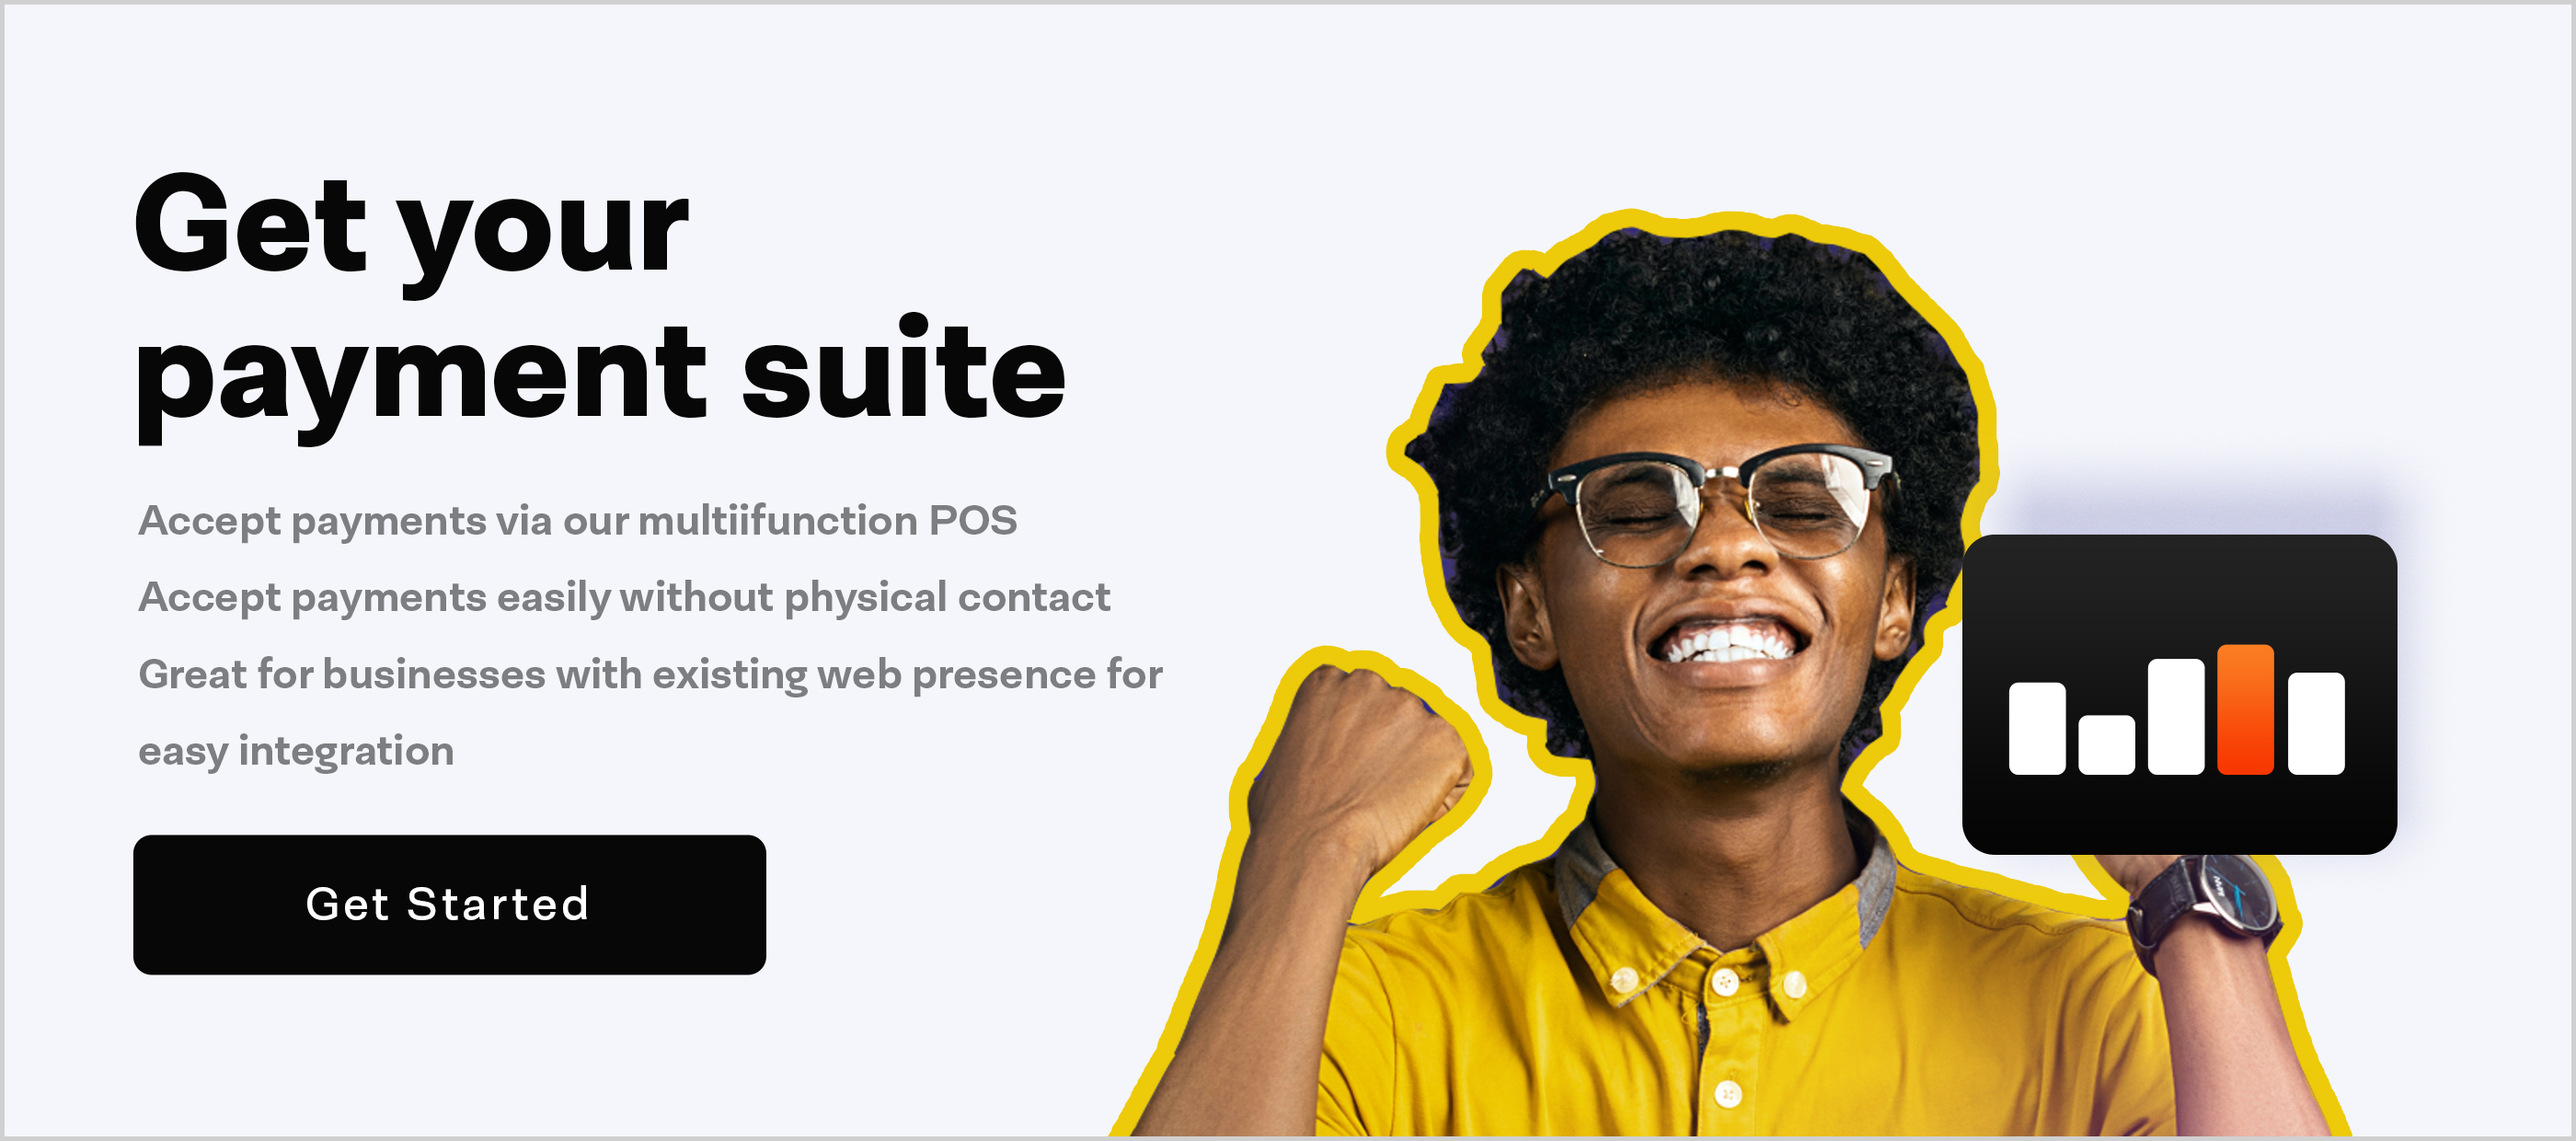 Get your
payment suite
Accept payments via our multiifunction POS
Accept payments easily without physical contact
Great for businesses with existing web presence for
easy integration
Get Started